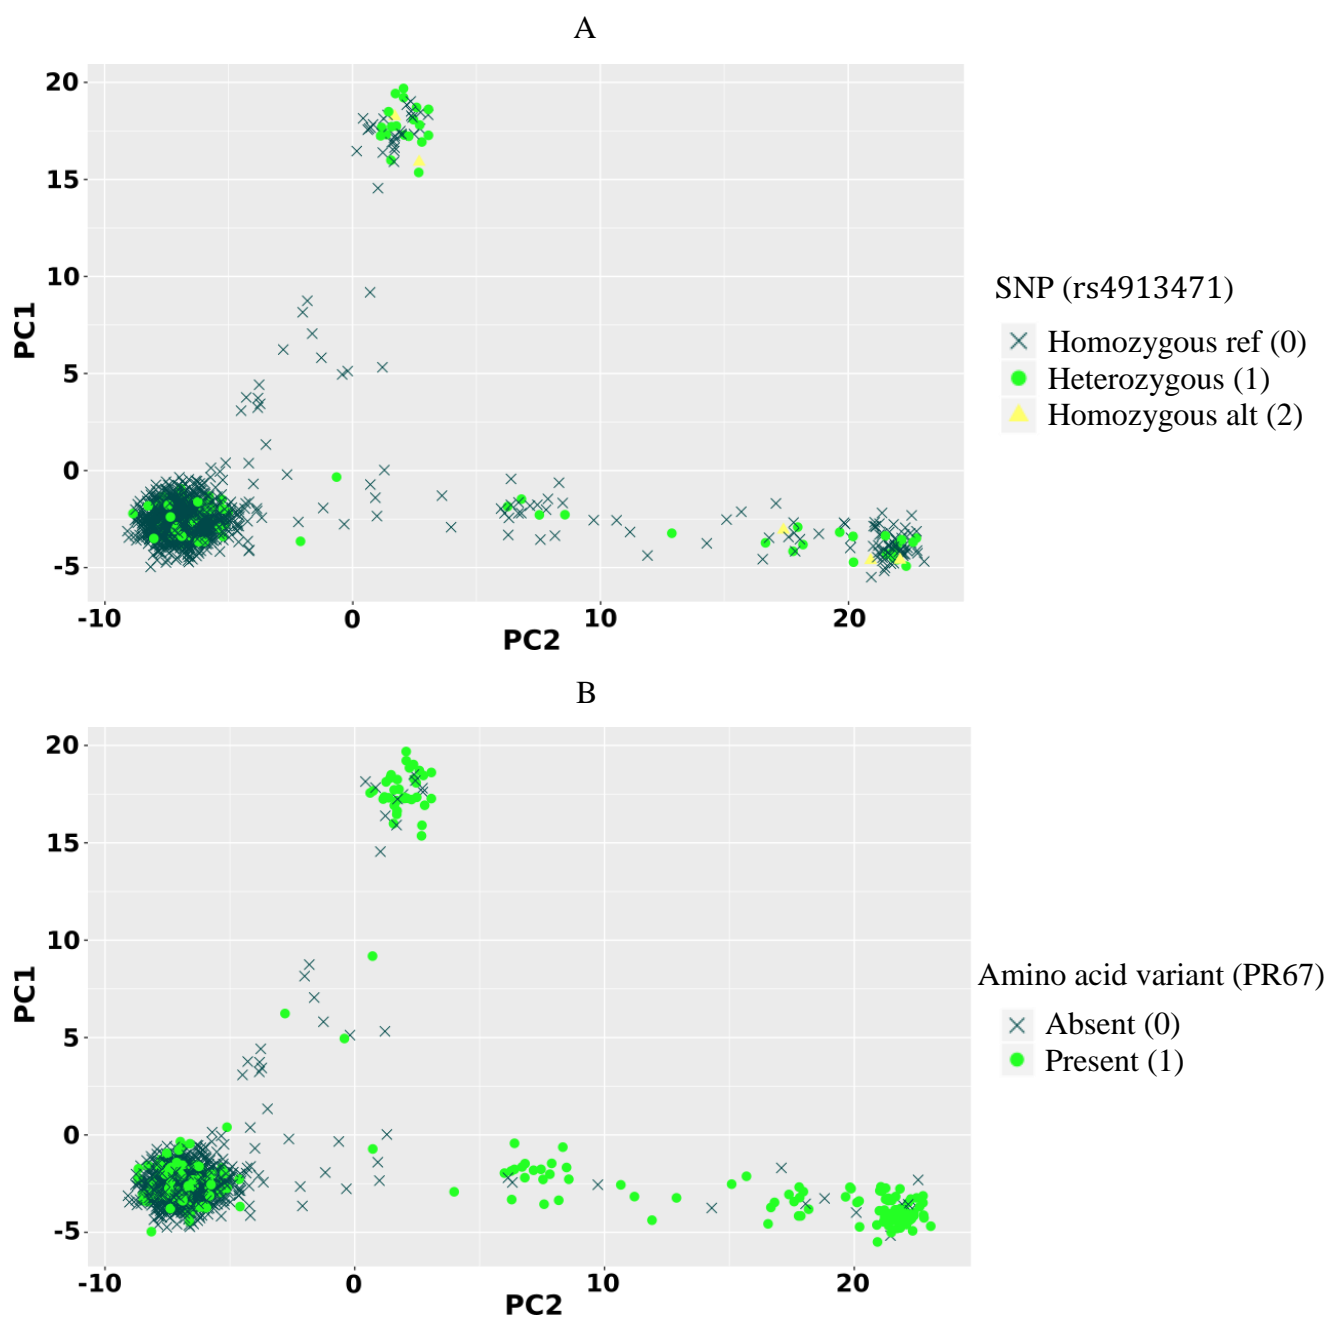 A
20
15
10
5
0
-5
PC1
-10
0
10
20
PC2
SNP (rs4913471)
Homozygous ref (0)
Heterozygous (1)
Homozygous alt (2)
B
20
15
10
5
0
-5
PC1
-10
0
10
20
PC2
Amino acid variant (PR67)
Absent (0)
Present (1)